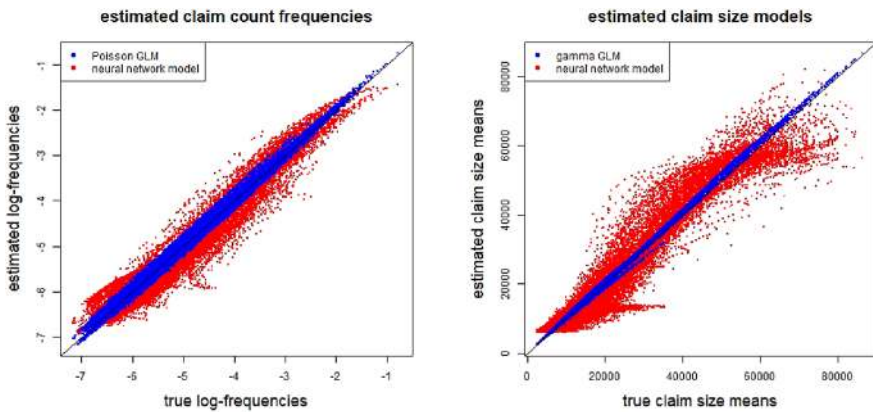 estimated claim count frequencies
Poisson GLM
neural network model
estimated log-frequencies
-1
-2
-3
-4
-5
-6
-7
-7 -6 -5 -4 -3 -2 -1
true log-frequencies
estimated claim size models
gamma GLM
neural network model
estimated claim size means
80000
60000
40000
20000
0
0 20000 40000 60000 80000
true claim size means